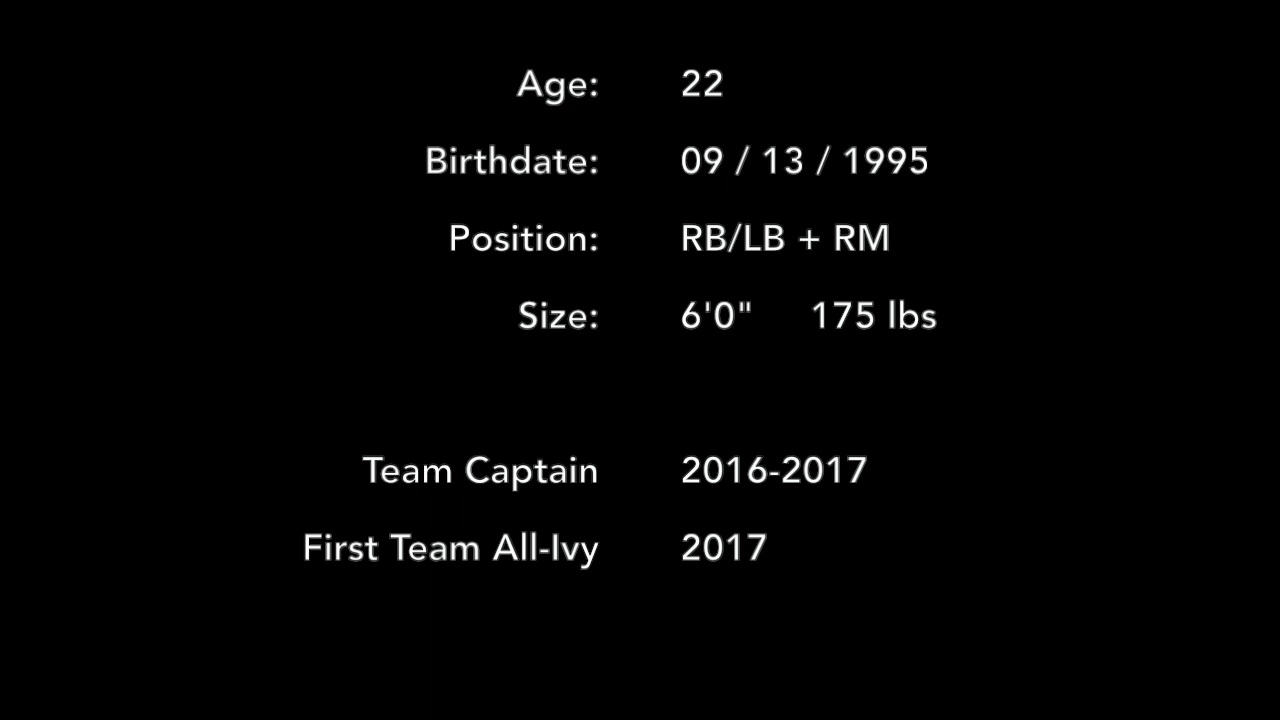 Age: 22
Birthdate: 09 / 13 / 1995
Position: RB/LB + RM
Size: 6'0" 175 lbs
Team Captain 2016-2017
First Team All-Ivy 2017